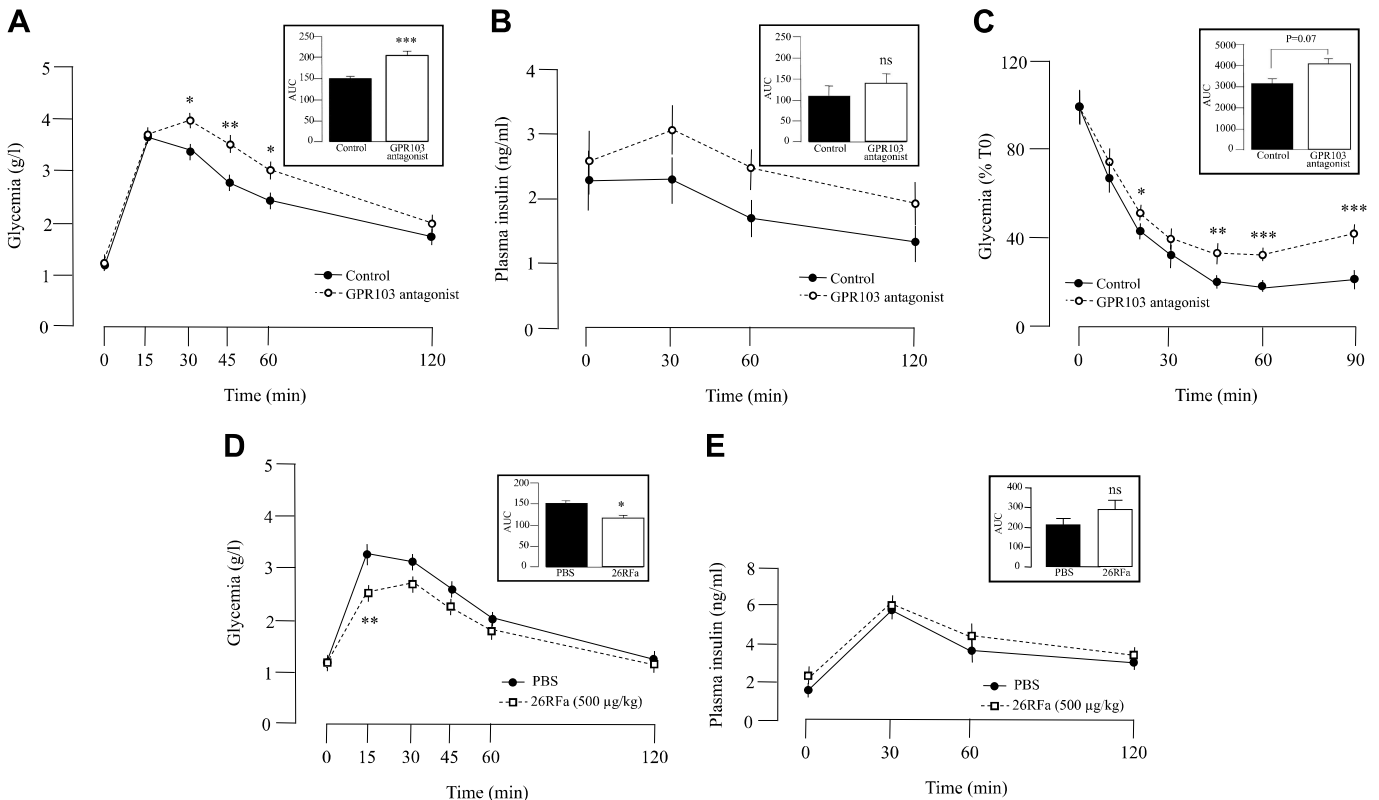 A
5
4
3
2
1
0
Glycemia (g/l)
*
**
*
Control
GPR103 antagonist
0 15 30 45 60 120
Time (min)
250
200
150
100
50
0
AUC
***
Control GPR103
antagonist
B
4
3
2
1
0
Plasma insulin (ng/ml)
Control
GPR103 antagonist
0 30 60 120
Time (min)
250
200
150
100
50
0
AUC
ns
Control GPR103
antagonist
C
120
80
40
0
Glycemia (% T0)
*
**
***
***
Control
GPR103 antagonist
0 30 60 90
Time (min)
5000
4000
3000
2000
1000
0
AUC
P=0.07
Control GPR103
antagonist
D
5
4
3
2
1
0
Glycemia (g/l)
**
PBS
26RFa (500 µg/kg)
0 15 30 45 60 120
Time (min)
200
150
100
50
0
AUC
*
PBS 26RFa
E
8
6
4
2
0
Plasma insulin (ng/ml)
PBS
26RFa (500 µg/kg)
0 30 60 120
Time (min)
400
300
200
100
0
AUC
ns
PBS 26RFa